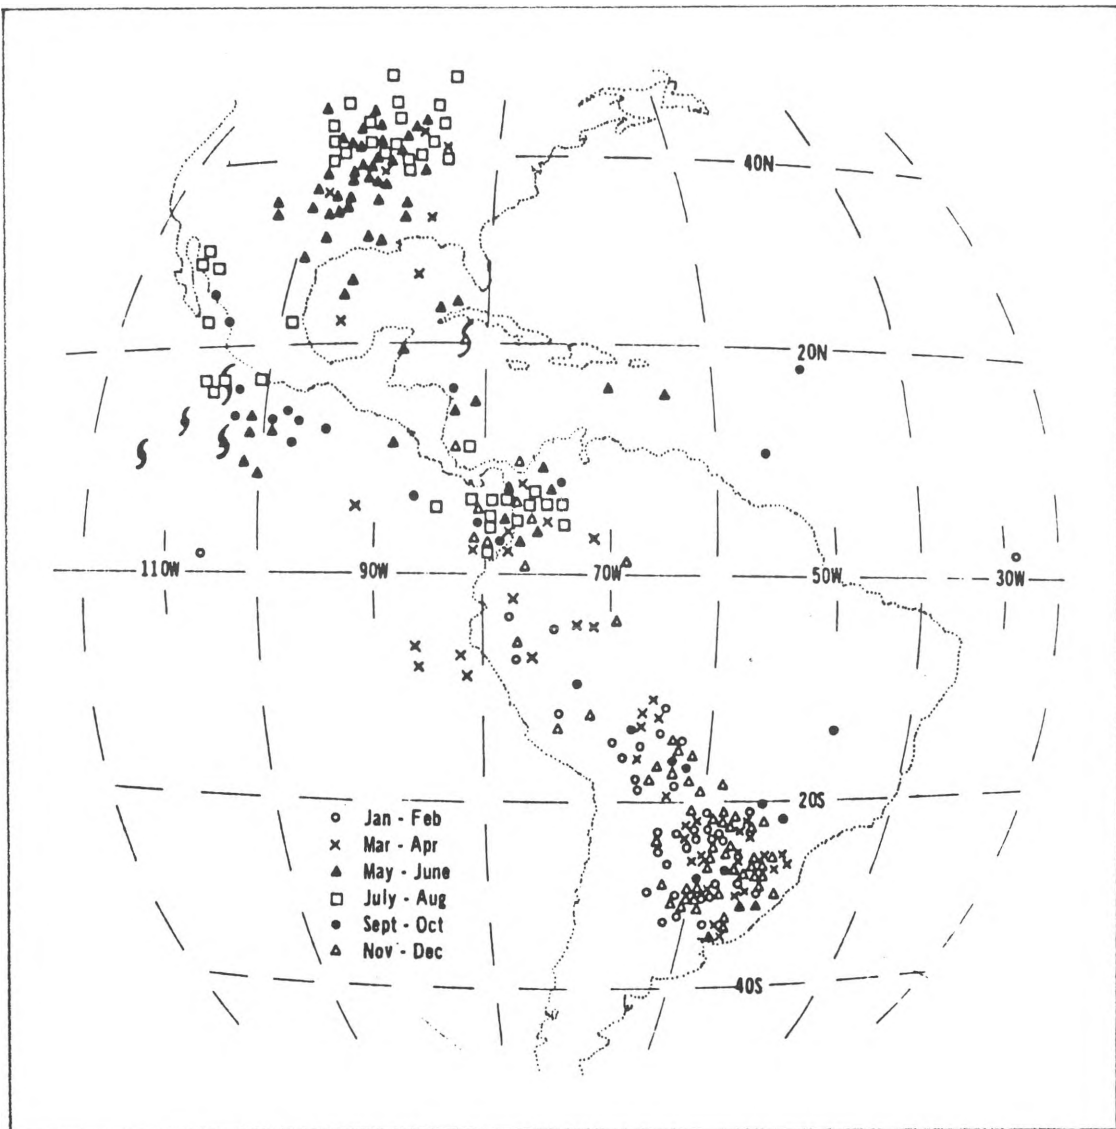 40N
20N
110W 90W 70W 50W 30W
20S
Jan - Feb
Mar - Apr
May - June
July - Aug
Sept - Oct
Nov - Dec
40S